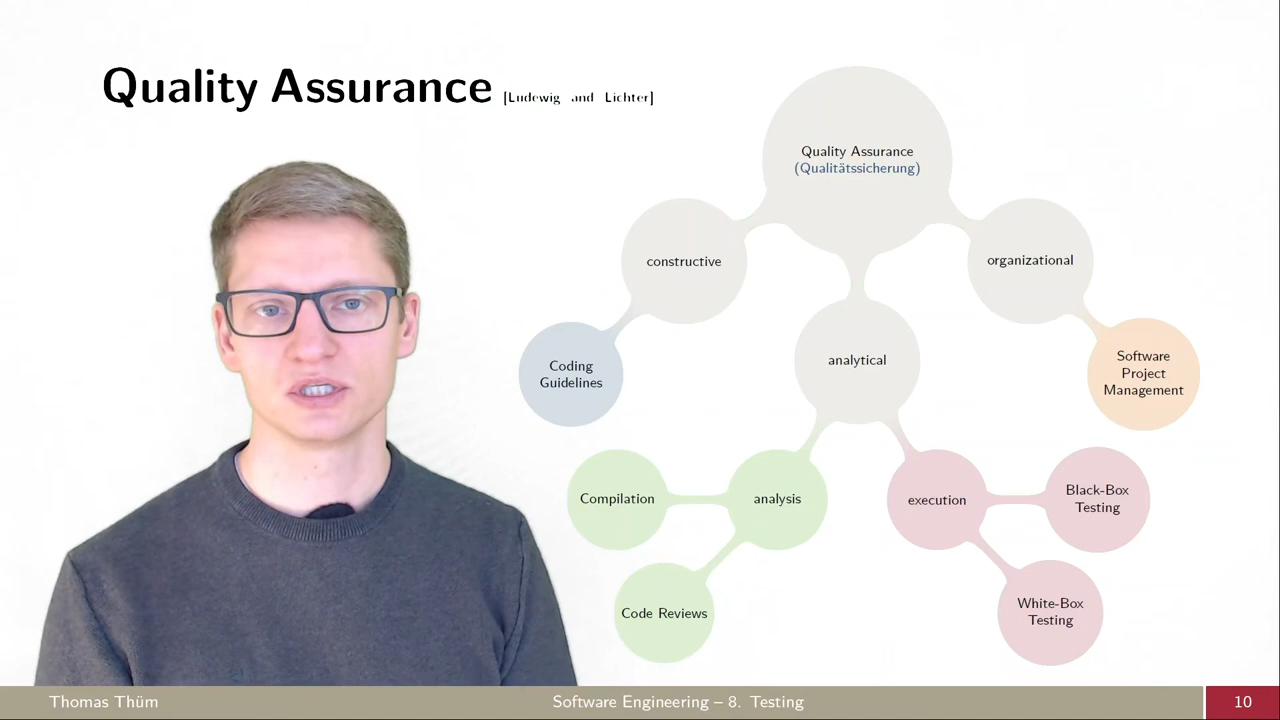 Quality Assurance [Ludewig and Lichter]
Quality Assurance
(Qualitätssicherung)
constructive
organizational
analytical
Coding
Guidelines
Software
Project
Management
Compilation
analysis
execution
Black-Box
Testing
Code Reviews
White-Box
Testing
Thomas Thüm
Software Engineering – 8. Testing
10